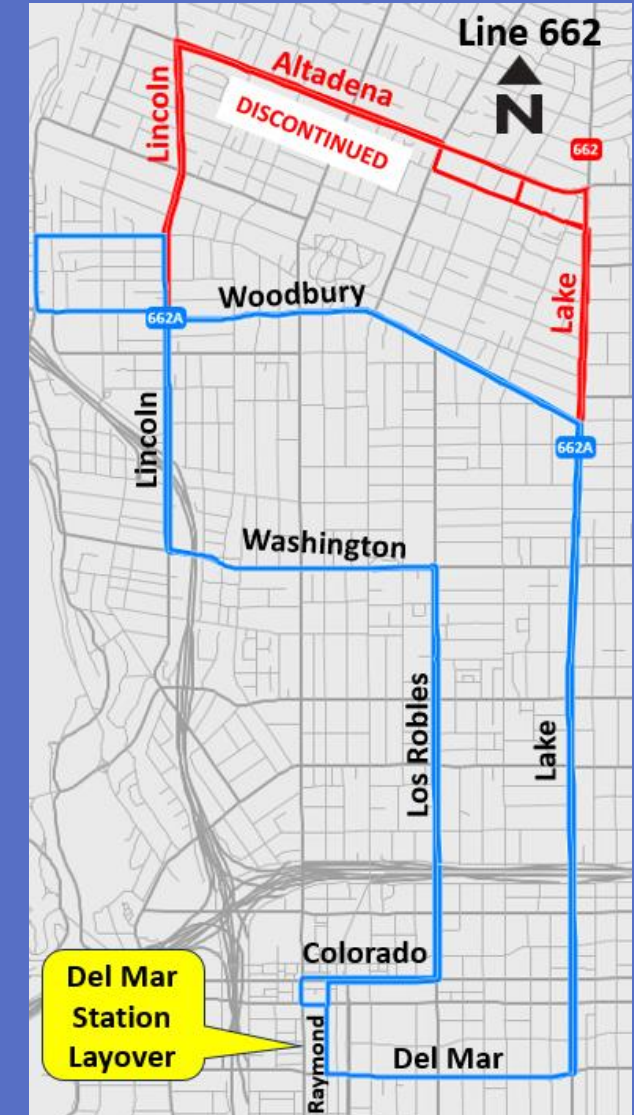 Line 662
N
Altadena
Lincoln
DISCONTINUED
662
Lake
Woodbury
662A
Lincoln
662A
Washington
Los Robles
Lake
Colorado
Del Mar
Station
Layover
Raymond
Del Mar